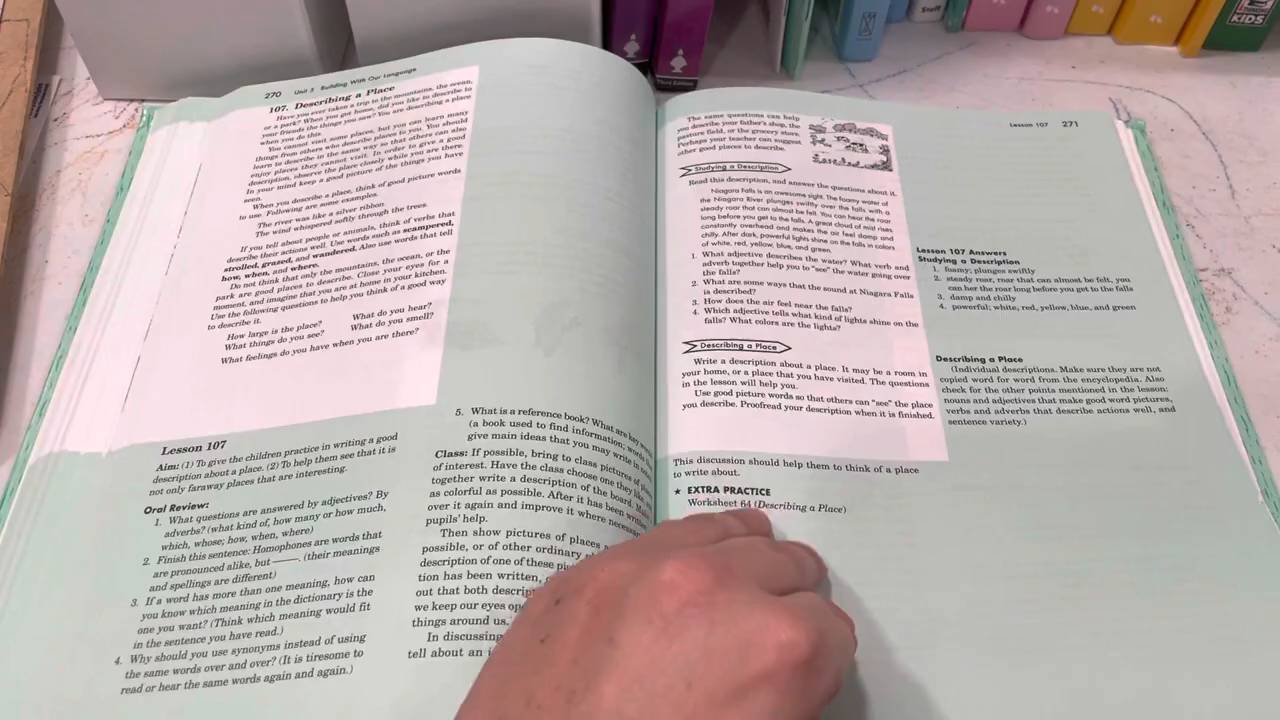 270 Unit 5 Building With Our Language
107. Describing a Place
Have you ever taken a trip to the mountains, the ocean,
or a park? When you got home, did you like to describe to
your friends the things you saw? You are describing a place
when you do this.
You cannot visit some places, but you can learn many
things from others who describe places to you. You should
learn to describe in the same way so that others can also
enjoy places they cannot visit. In order to give a good
description, observe the place closely while you are there.
In your mind keep a good picture of the things you have
seen.
When you describe a place, think of good picture words
to use. Following are some examples.
The river was like a silver ribbon.
The wind whispered softly through the trees.
If you tell about people or animals, think of verbs that
describe their actions well. Use words such as scampered,
strolled, grazed, and wandered. Also use words that tell
how, when, and where.
Do not think that only the mountains, the ocean, or the
park are good places to describe. Close your eyes for a
moment, and imagine that you are at home in your kitchen.
Use the following questions to help you think of a good way
to describe it.
How large is the place? What do you hear?
What things do you see? What do you smell?
What feelings do you have when you are there?
Lesson 107
Aim: (1) To give the children practice in writing a good
description about a place. (2) To help them see that it is
not only faraway places that are interesting.
Oral Review:
1. What questions are answered by adjectives? By
adverbs? (what kind of, how many or how much,
which, whose; how, when, where)
2. Finish this sentence: Homophones are words that
are pronounced alike, but ——. (their meanings
and spellings are different)
3. If a word has more than one meaning, how can
you know which meaning in the dictionary is the
one you want? (Think which meaning would fit
in the sentence you have read.)
4. Why should you use synonyms instead of using
the same words over and over? (It is tiresome to
read or hear the same words again and again.)
5. What is a reference book? What are key
(a book used to find information; words
give main ideas that you may write in
Class: If possible, bring to class pictures of
of interest. Have the class choose one they like,
together write a description of the board.
as colorful as possible. After it has been written
over it again and improve it where necessary
pupils' help.
Then show pictures of places
possible, or of other ordinary
description of one of these
tion has been written,
out that both
we keep our eyes
things around us.
In discussing
tell about an
Lesson 107 271
The same questions can help
you describe your father's shop, the
pasture field, or the grocery store.
Perhaps your teacher can suggest
other good places to describe.
Studying a Description
Read this description, and answer the questions about it.
Niagara Falls is an awesome sight. The foamy water of
the Niagara River plunges swiftly over the falls with a
steady roar that can almost be felt. You can hear the roar
long before you get to the falls. A great cloud of mist rises
constantly overhead and makes the air feel damp and
chilly. After dark, powerful lights shine on the falls in colors
of white, red, yellow, blue, and green.
1. What adjective describes the water? What verb and
adverb together help you to "see" the water going over
the falls?
2. What are some ways that the sound at Niagara Falls
is described?
3. How does the air feel near the falls?
4. Which adjective tells what kind of lights shine on the
falls? What colors are the lights?
Describing a Place
Write a description about a place. It may be a room in
your home, or a place that you have visited. The questions
in the lesson will help you.
Use good picture words so that others can "see" the place
you describe. Proofread your description when it is finished.
This discussion should help them to think of a place
to write about.
★ EXTRA PRACTICE
Worksheet 64 (Describing a Place)
Lesson 107 Answers
Studying a Description
1. foamy; plunges swiftly
2. steady roar, roar that can almost be felt, you
can hear the roar long before you get to the falls
3. damp and chilly
4. powerful; white, red, yellow, blue, and green
Describing a Place
(Individual descriptions. Make sure they are not
copied word for word from the encyclopedia. Also
check for the other points mentioned in the lesson:
nouns and adjectives that make good word pictures,
verbs and adverbs that describe actions well, and
sentence variety.)
Third Edition
Stuff
THINKING
KIDS